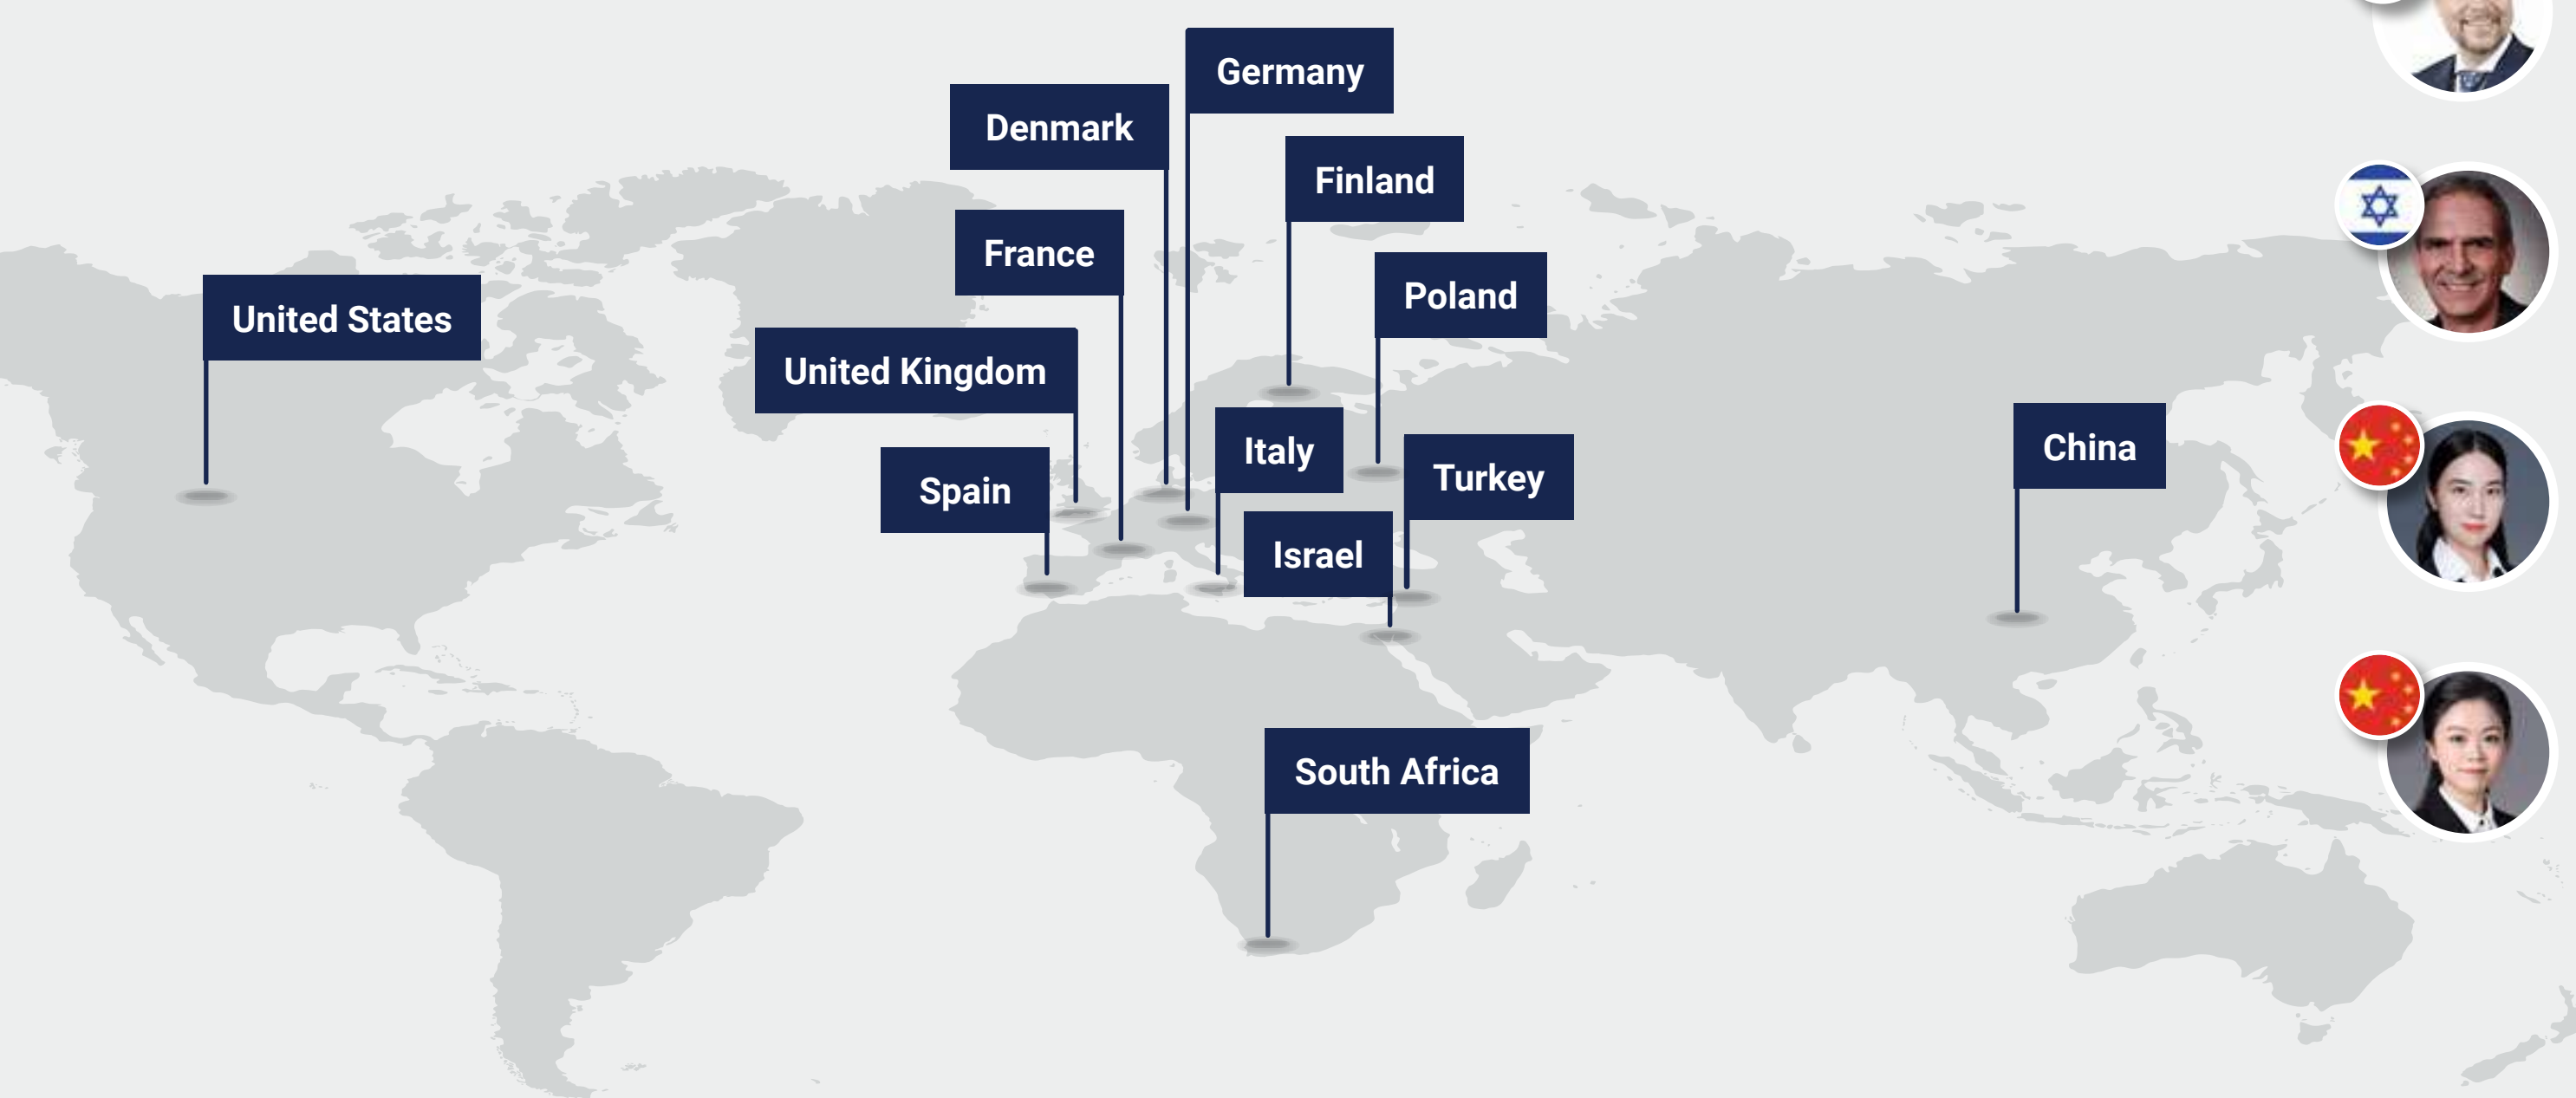 Germany
Denmark
Finland
France
Poland
United States
United Kingdom
Italy
China
Turkey
Spain
Israel
South Africa